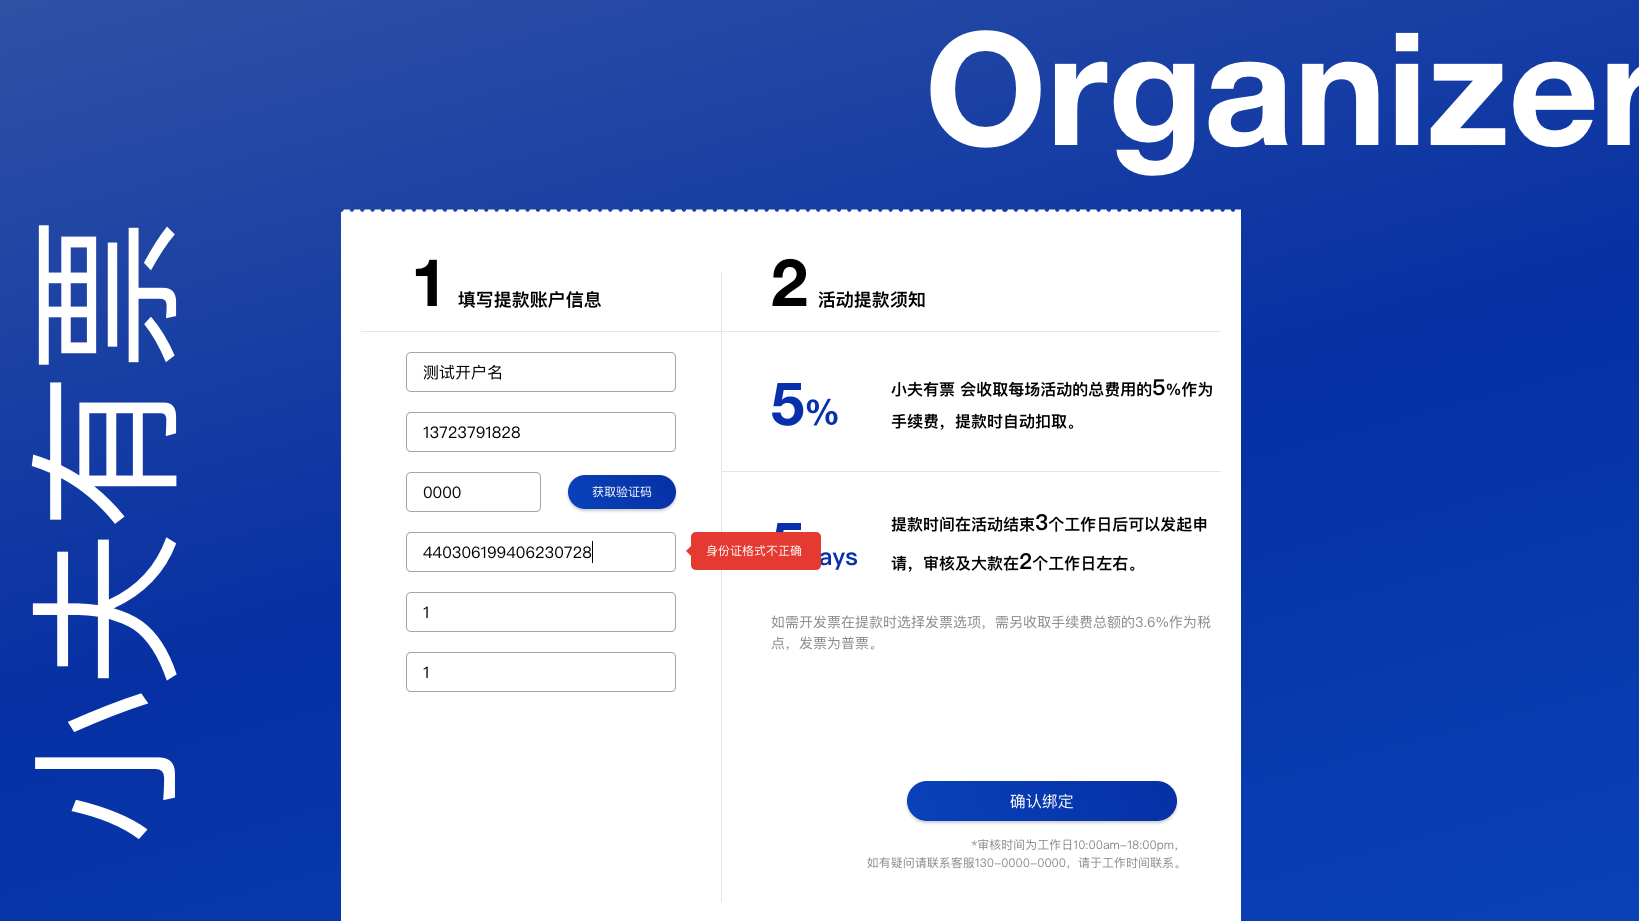 Organizer
小夫有票
1 填写提款账户信息
测试开户名
13723791828
0000
获取验证码
440306199406230728
身份证格式不正确
1
1
2 活动提款须知
5%
小夫有票 会收取每场活动的总费用的5%作为
手续费，提款时自动扣取。
ays
提款时间在活动结束3个工作日后可以发起申
请，审核及大款在2个工作日左右。
如需开发票在提款时选择发票选项，需另收取手续费总额的3.6%作为税
点，发票为普票。
确认绑定
*审核时间为工作日10:00am-18:00pm，
如有疑问请联系客服130-0000-0000，请于工作时间联系。